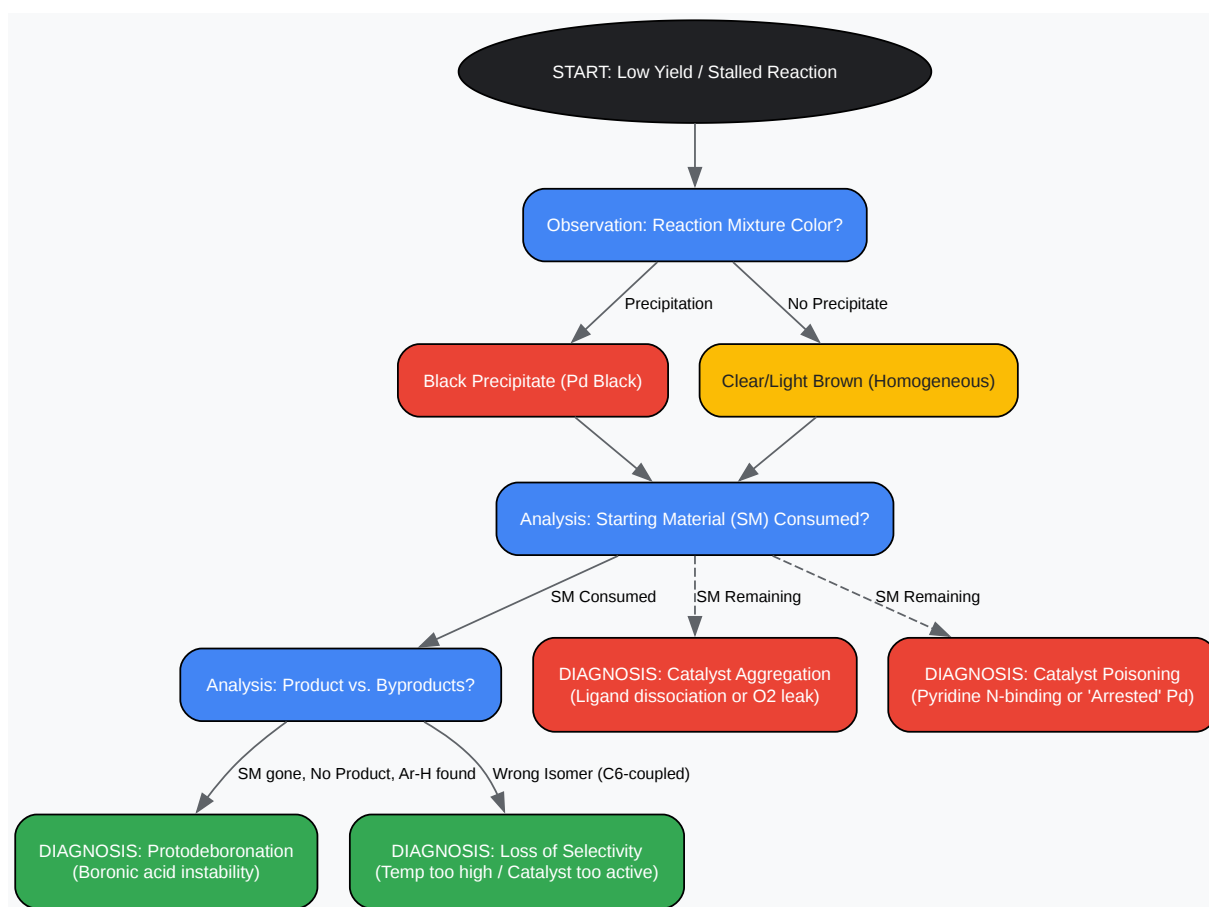 START: Low Yield / Stalled Reaction
Observation: Reaction Mixture Color?
Precipitation
No Precipitate
Black Precipitate (Pd Black)
Clear/Light Brown (Homogeneous)
Analysis: Starting Material (SM) Consumed?
SM Consumed
SM Remaining
SM Remaining
Analysis: Product vs. Byproducts?
DIAGNOSIS: Catalyst Aggregation
(Ligand dissociation or O2 leak)
DIAGNOSIS: Catalyst Poisoning
(Pyridine N-binding or 'Arrested' Pd)
SM gone, No Product, Ar-H found
Wrong Isomer (C6-coupled)
DIAGNOSIS: Protodeboronation
(Boronic acid instability)
DIAGNOSIS: Loss of Selectivity
(Temp too high / Catalyst too active)